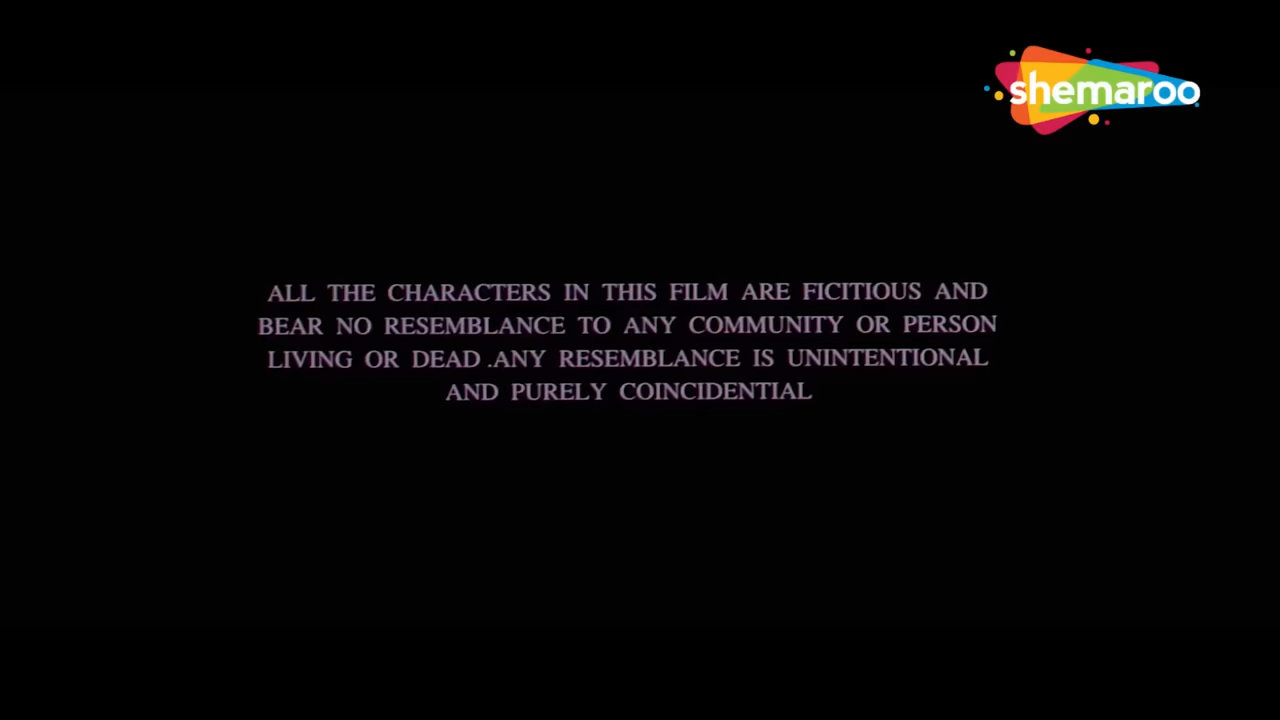 shemaroo
ALL THE CHARACTERS IN THIS FILM ARE FICITIOUS AND
BEAR NO RESEMBLANCE TO ANY COMMUNITY OR PERSON
LIVING OR DEAD .ANY RESEMBLANCE IS UNINTENTIONAL
AND PURELY COINCIDENTIAL